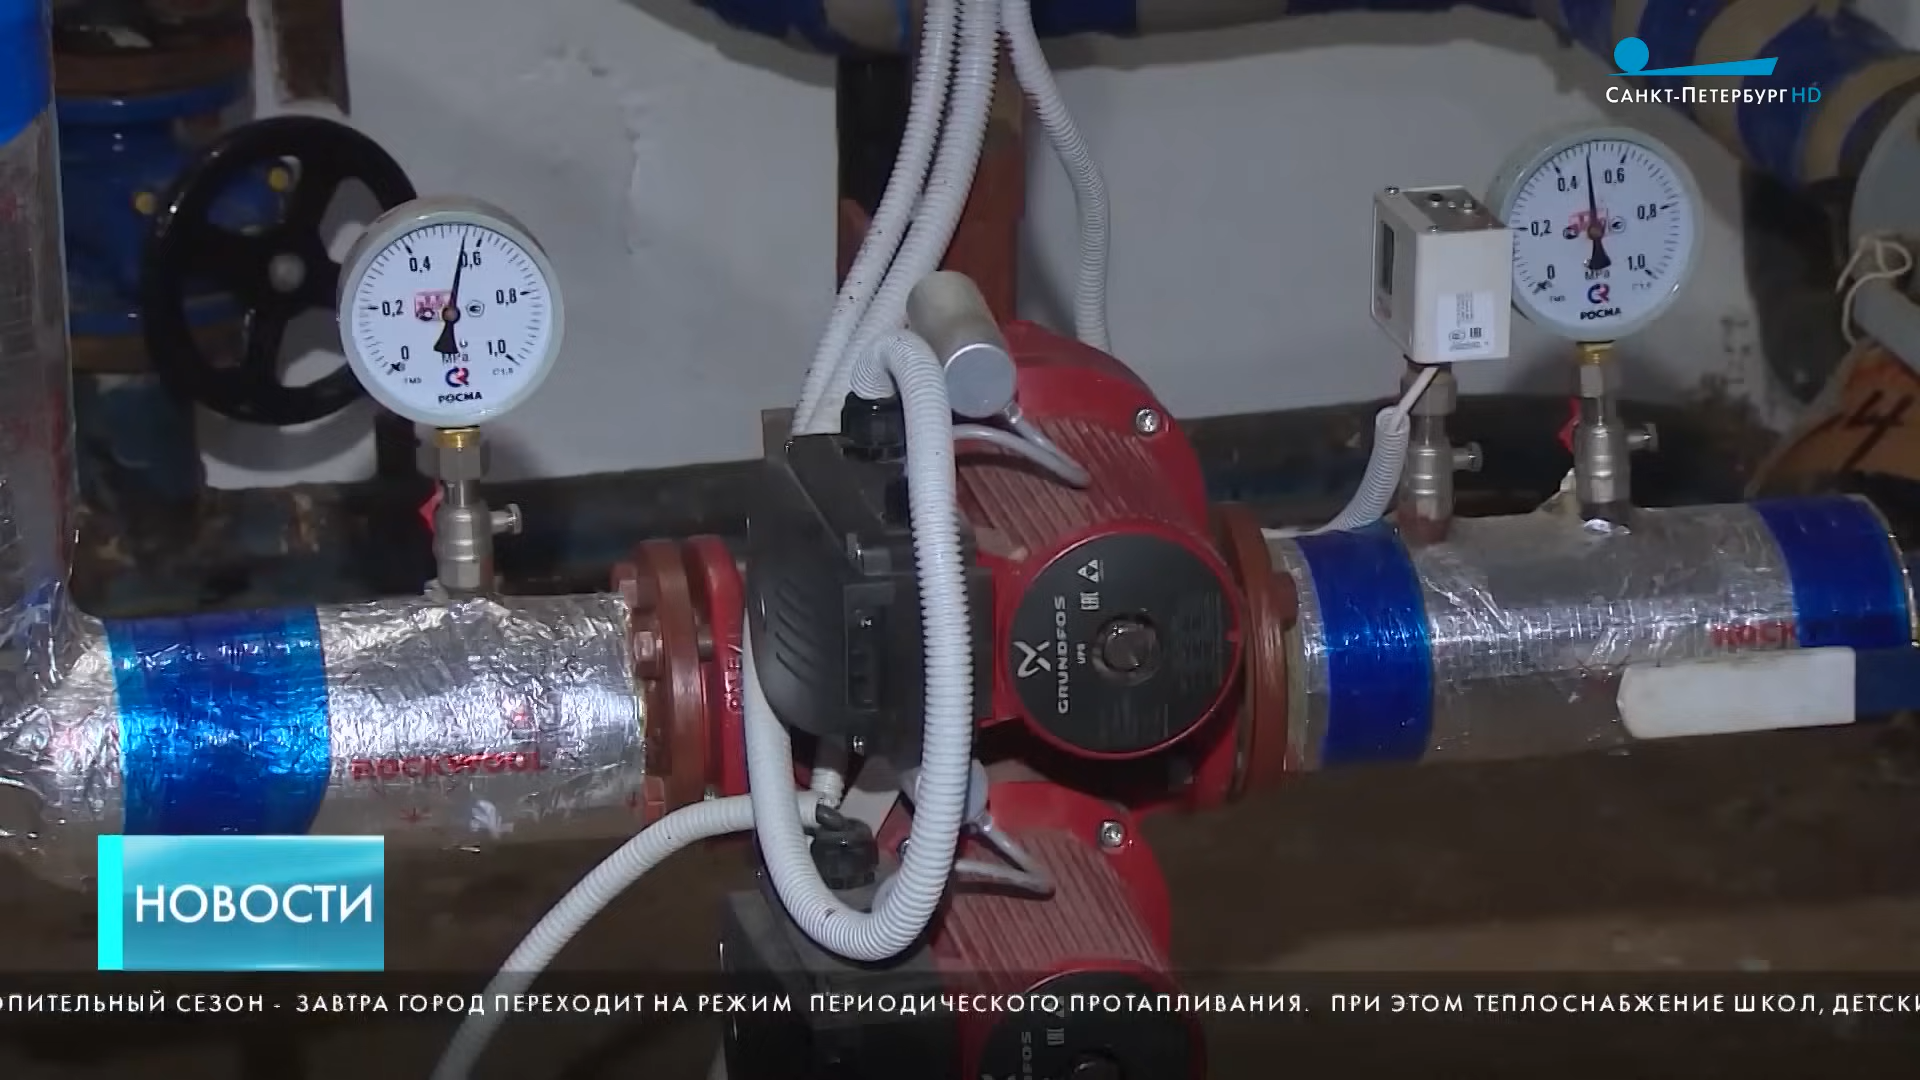 САНКТ-ПЕТЕРБУРГ HD
0,4 0,6
0,2 0,8
0 1,0
MPa
РОСМА
0,4 0,6
0,2 0,8
0 1,0
MPa
РОСМА
GRUNDFOS
UPS
EAC
ROCKWOOL
НОВОСТИ
ОПИТЕЛЬНЫЙ СЕЗОН - ЗАВТРА ГОРОД ПЕРЕХОДИТ НА РЕЖИМ ПЕРИОДИЧЕСКОГО ПРОТАПЛИВАНИЯ. ПРИ ЭТОМ ТЕПЛОСНАБЖЕНИЕ ШКОЛ, ДЕТСКИ